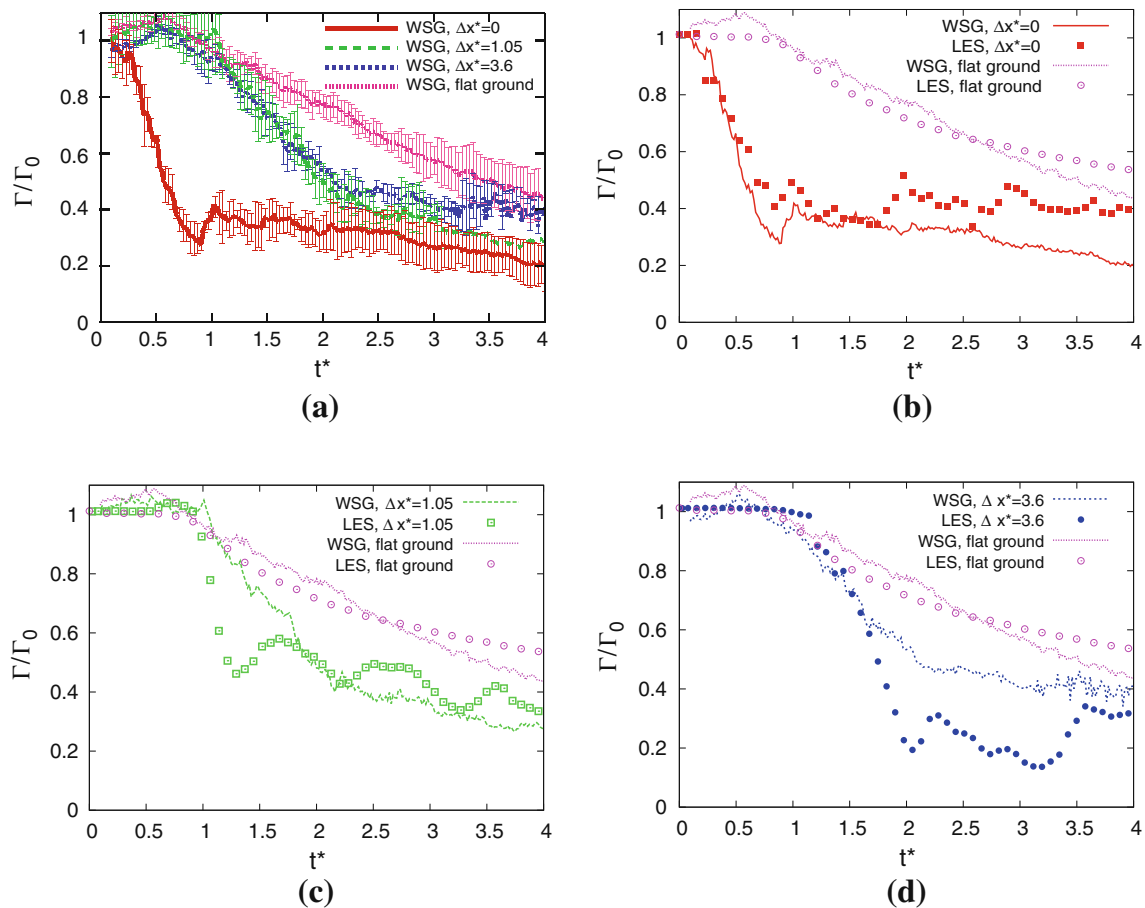 WSG, Δx*=0
WSG, Δx*=1.05
WSG, Δx*=3.6
WSG, flat ground
Γ/Γ0
1
0.8
0.6
0.4
0.2
0
0 0.5 1 1.5 2 2.5 3 3.5 4
t*
(a)
WSG, Δx*=0
LES, Δx*=0
WSG, flat ground
LES, flat ground
Γ/Γ0
1
0.8
0.6
0.4
0.2
0
0 0.5 1 1.5 2 2.5 3 3.5 4
t*
(b)
WSG, Δx*=1.05
LES, Δ x*=1.05
WSG, flat ground
LES, flat ground
Γ/Γ0
1
0.8
0.6
0.4
0.2
0
0 0.5 1 1.5 2 2.5 3 3.5 4
t*
(c)
WSG, Δ x*=3.6
LES, Δ x*=3.6
WSG, flat ground
LES, flat ground
Γ/Γ0
1
0.8
0.6
0.4
0.2
0
0 0.5 1 1.5 2 2.5 3 3.5 4
t*
(d)